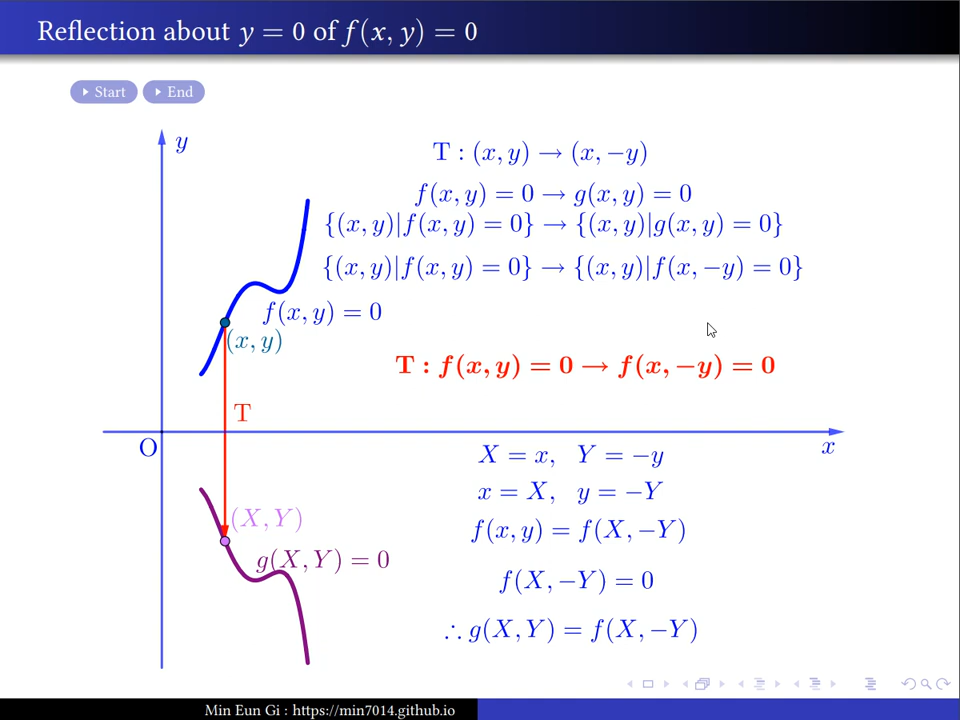 Reflection about y = 0 of f(x, y) = 0
Start
End
y
T : (x, y) → (x, −y)
f(x, y) = 0 → g(x, y) = 0
{(x, y)|f(x, y) = 0} → {(x, y)|g(x, y) = 0}
{(x, y)|f(x, y) = 0} → {(x, y)|f(x, −y) = 0}
f(x, y) = 0
(x, y)
T : f(x, y) = 0 → f(x, −y) = 0
T
O
x
X = x, Y = −y
x = X, y = −Y
(X, Y)
f(x, y) = f(X, −Y)
g(X, Y) = 0
f(X, −Y) = 0
∴ g(X, Y) = f(X, −Y)
Min Eun Gi : https://min7014.github.io